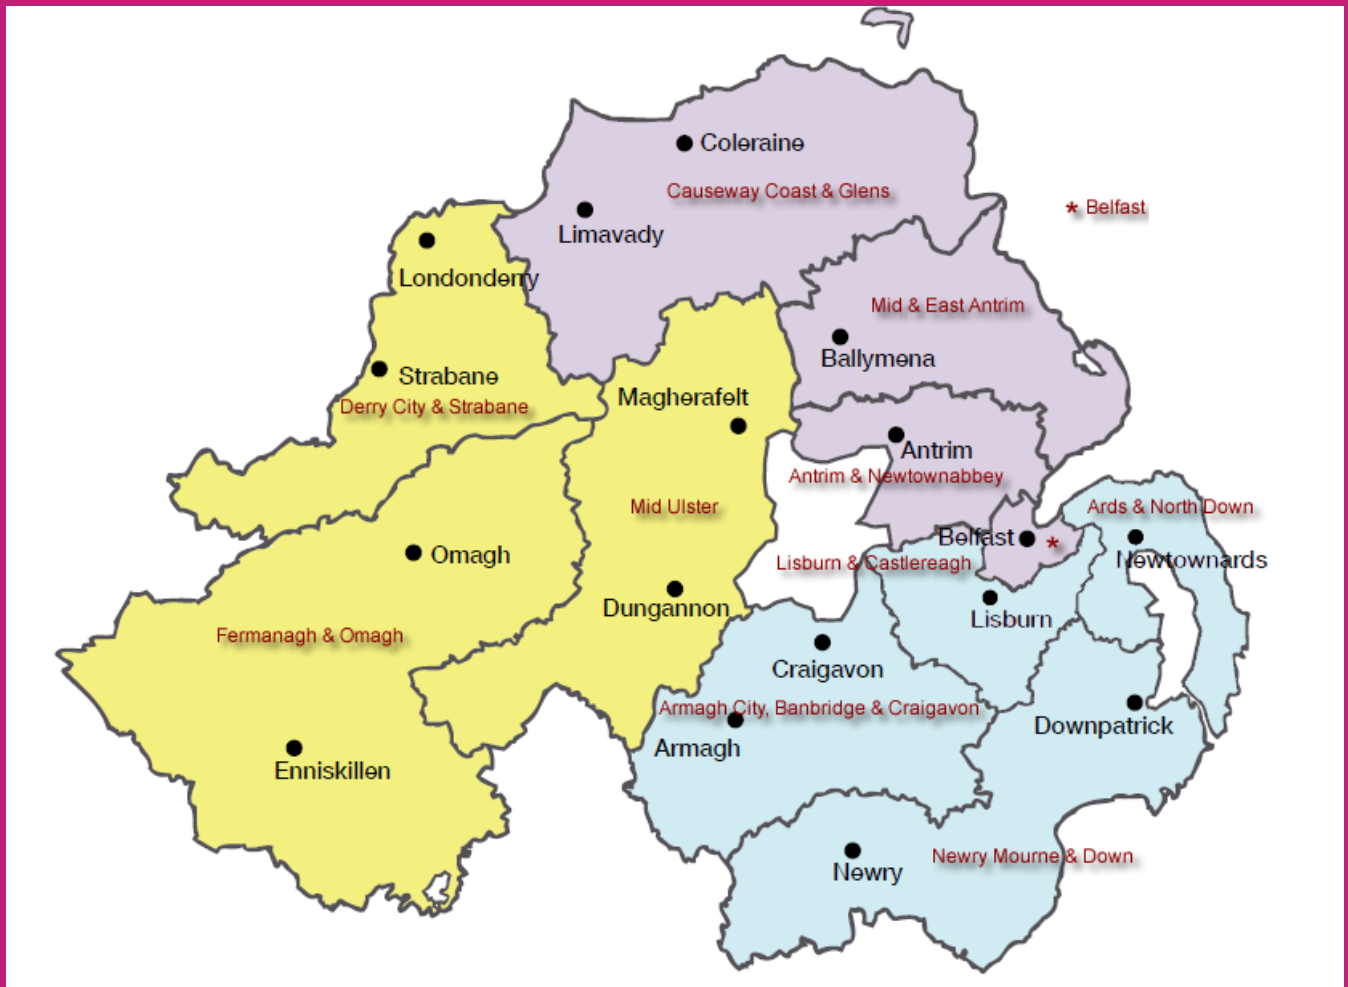 Coleraine
Causeway Coast & Glens
* Belfast
Limavady
Londonderry
Mid & East Antrim
Ballymena
Strabane
Magherafelt
Derry City & Strabane
Antrim
Antrim & Newtownabbey
Mid Ulster
Ards & North Down
Belfast *
Omagh
Newtownards
Lisburn & Castlereagh
Dungannon
Lisburn
Fermanagh & Omagh
Craigavon
Armagh City, Banbridge & Craigavon
Downpatrick
Armagh
Enniskillen
Newry Mourne & Down
Newry